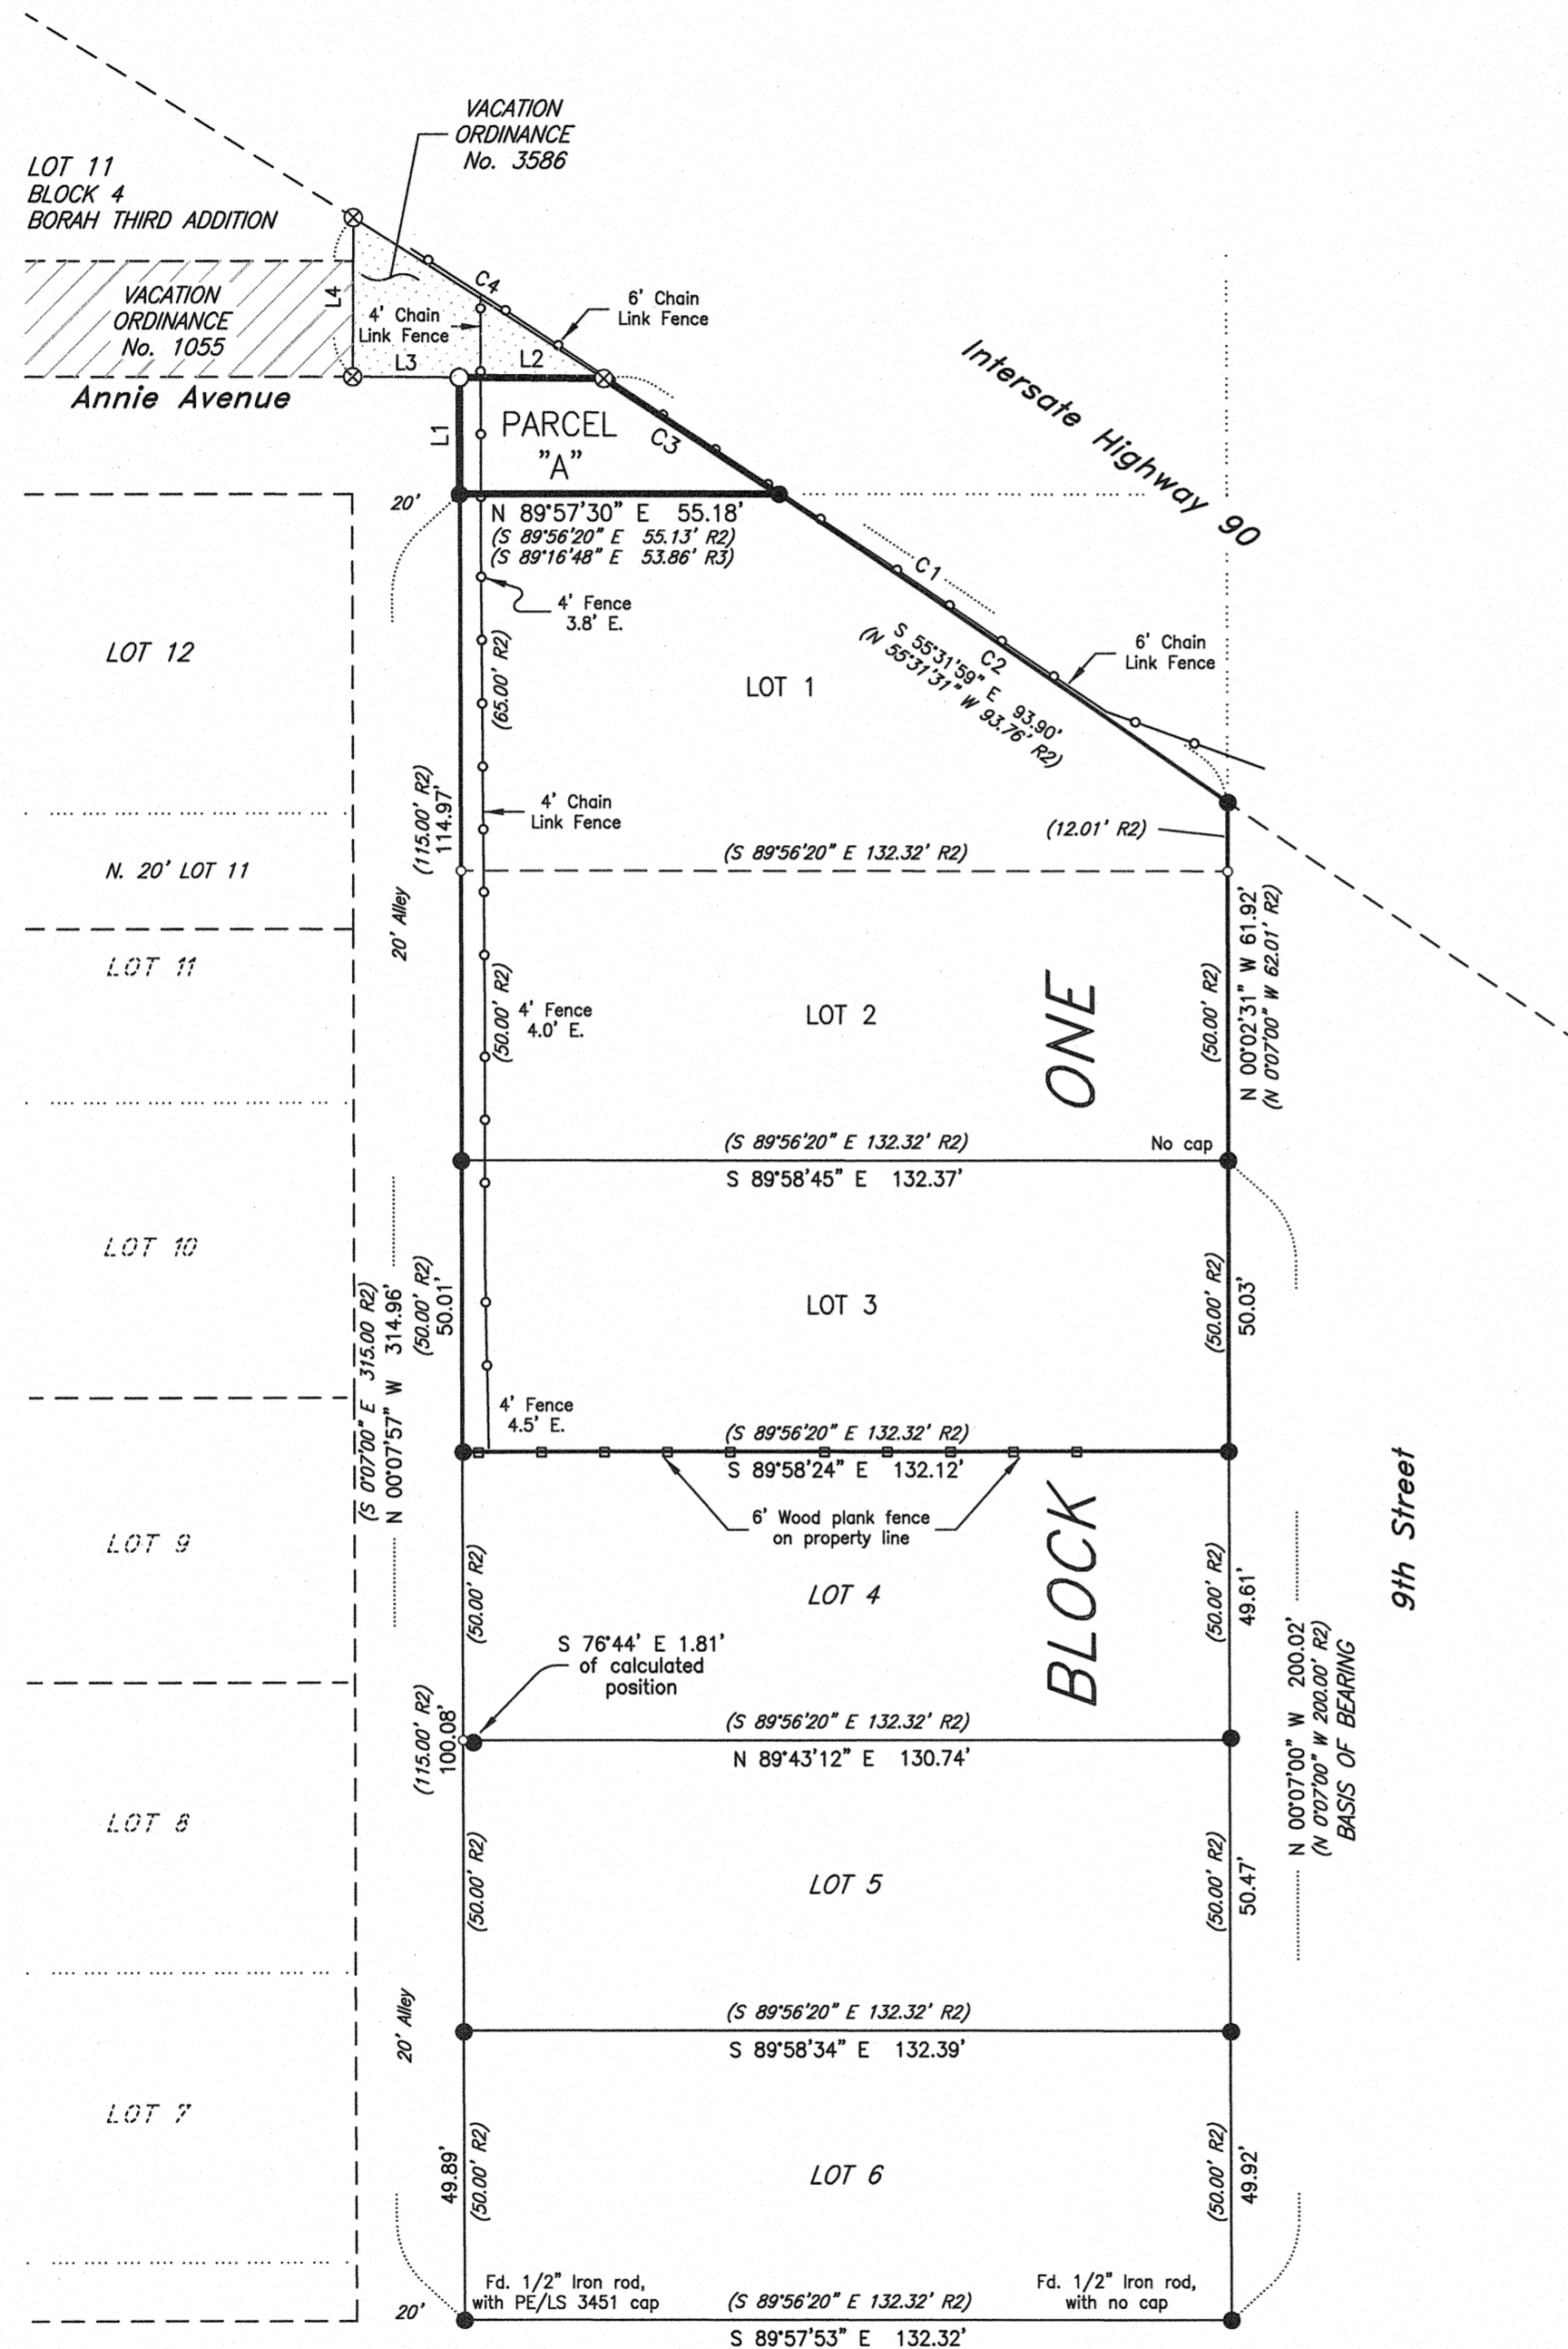 VACATION
ORDINANCE
No. 3586
LOT 11
BLOCK 4
BORAH THIRD ADDITION
VACATION
ORDINANCE
No. 1055
L4
C4
4' Chain
Link Fence
6' Chain
Link Fence
L3
L2
Annie Avenue
L1
PARCEL
"A"
C3
Intersate Highway 90
20'
N 89°57'30" E 55.18'
(S 89°56'20" E 55.13' R2)
(S 89°16'48" E 53.86' R3)
C1
4' Fence
3.8' E.
C2
S 55°31'59" E 93.90'
(N 55°31'31" W 93.76' R2)
6' Chain
Link Fence
LOT 12
(65.00' R2)
LOT 1
(115.00' R2)
114.97'
4' Chain
Link Fence
(12.01' R2)
(S 89°56'20" E 132.32' R2)
N. 20' LOT 11
20' Alley
LOT 11
(50.00' R2)
4' Fence
4.0' E.
LOT 2
ONE
(50.00' R2)
N 00°02'31" W 61.92'
(N 0°07'00" W 62.01' R2)
(S 89°56'20" E 132.32' R2)
No cap
S 89°58'45" E 132.37'
LOT 10
(S 0°07'00" E 315.00 R2)
N 00°07'57" W 314.96'
(50.00' R2)
50.01'
LOT 3
(50.00' R2)
50.03'
4' Fence
4.5' E.
(S 89°56'20" E 132.32' R2)
S 89°58'24" E 132.12'
6' Wood plank fence
on property line
BLOCK
9th Street
LOT 9
(50.00' R2)
LOT 4
(50.00' R2)
49.61'
S 76°44' E 1.81'
of calculated
position
N 00°07'00" W 200.02'
(N 0°07'00" W 200.00' R2)
BASIS OF BEARING
(115.00' R2)
100.08'
(S 89°56'20" E 132.32' R2)
N 89°43'12" E 130.74'
LOT 8
(50.00' R2)
LOT 5
(50.00' R2)
50.47'
20' Alley
(S 89°56'20" E 132.32' R2)
S 89°58'34" E 132.39'
LOT 7
49.89'
(50.00' R2)
LOT 6
(50.00' R2)
49.92'
Fd. 1/2" Iron rod,
with PE/LS 3451 cap
Fd. 1/2" Iron rod,
with no cap
20'
(S 89°56'20" E 132.32' R2)
S 89°57'53" E 132.32'